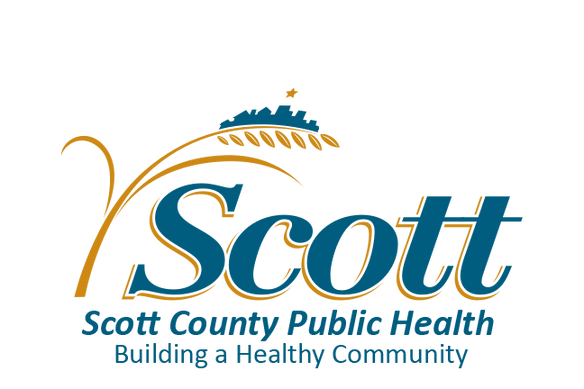 Scott
Scott County Public Health
Building a Healthy Community